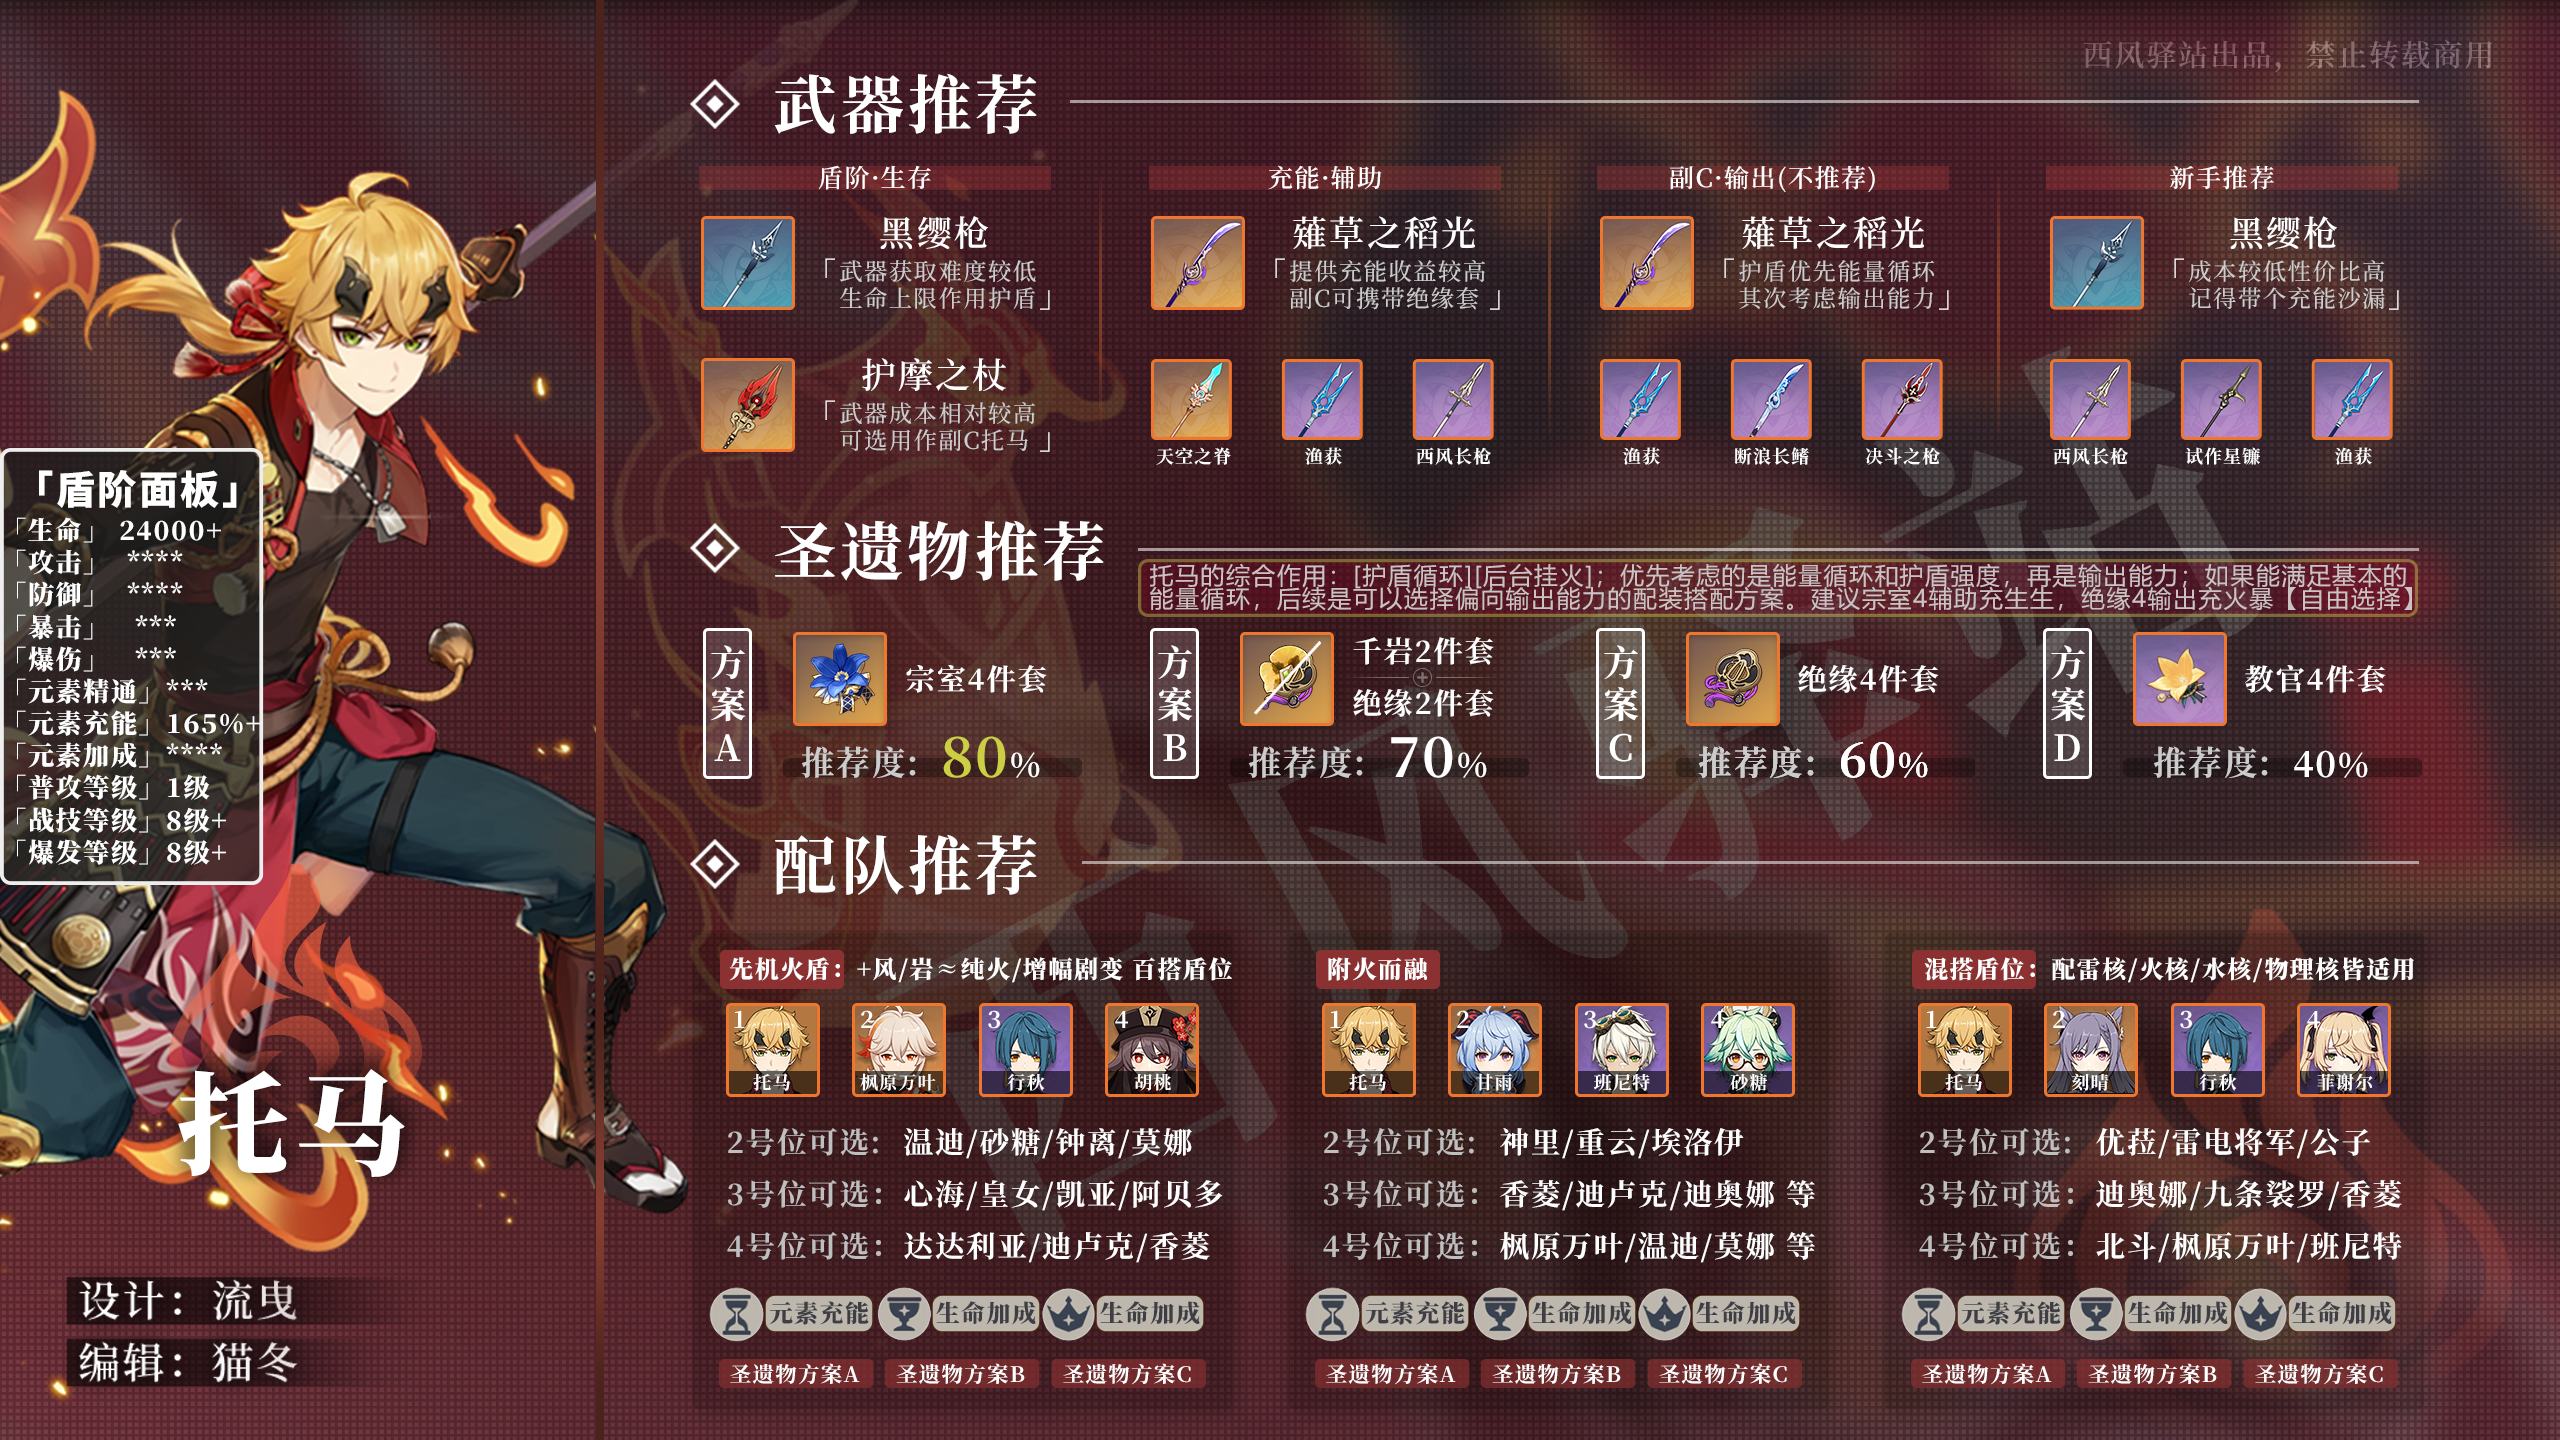 西风驿站出品，禁止转载商用
武器推荐
盾阶·生存
黑缨枪
「武器获取难度较低
生命上限作用护盾」
护摩之杖
「武器成本相对较高
可选用作副C托马」
充能·辅助
薙草之稻光
「提供充能收益较高
副C可携带绝缘套」
天空之脊 渔获 西风长枪
副C·输出(不推荐)
薙草之稻光
「护盾优先能量循环
其次考虑输出能力」
渔获 断浪长鳍 决斗之枪
新手推荐
黑缨枪
「成本较低性价比高
记得带个充能沙漏」
西风长枪 试作星镰 渔获
「盾阶面板」
「生命」 24000+
「攻击」 ****
「防御」 ****
「暴击」 ***
「爆伤」 ***
「元素精通」***
「元素充能」165%+
「元素加成」****
「普攻等级」1级
「战技等级」8级+
「爆发等级」8级+
托马
设计：流曳
编辑：猫冬
圣遗物推荐
托马的综合作用：[护盾循环][后台挂火]；优先考虑的是能量循环和护盾强度，再是输出能力；如果能满足基本的
能量循环，后续是可以选择偏向输出能力的配装搭配方案。建议宗室4辅助充生生，绝缘4输出充火暴【自由选择】
方案A
宗室4件套
推荐度：80%
方案B
千岩2件套
绝缘2件套
推荐度：70%
方案C
绝缘4件套
推荐度：60%
方案D
教官4件套
推荐度：40%
配队推荐
先机火盾：+风/岩≈纯火/增幅剧变 百搭盾位
1 2 3 4
托马 枫原万叶 行秋 胡桃
2号位可选：温迪/砂糖/钟离/莫娜
3号位可选：心海/皇女/凯亚/阿贝多
4号位可选：达达利亚/迪卢克/香菱
元素充能 生命加成 生命加成
圣遗物方案A 圣遗物方案B 圣遗物方案C
附火而融
1 2 3 4
托马 甘雨 班尼特 砂糖
2号位可选：神里/重云/埃洛伊
3号位可选：香菱/迪卢克/迪奥娜 等
4号位可选：枫原万叶/温迪/莫娜 等
元素充能 生命加成 生命加成
圣遗物方案A 圣遗物方案B 圣遗物方案C
混搭盾位：配雷核/火核/水核/物理核皆适用
1 2 3 4
托马 刻晴 行秋 菲谢尔
2号位可选：优菈/雷电将军/公子
3号位可选：迪奥娜/九条裟罗/香菱
4号位可选：北斗/枫原万叶/班尼特
元素充能 生命加成 生命加成
圣遗物方案A 圣遗物方案B 圣遗物方案C
西风驿站